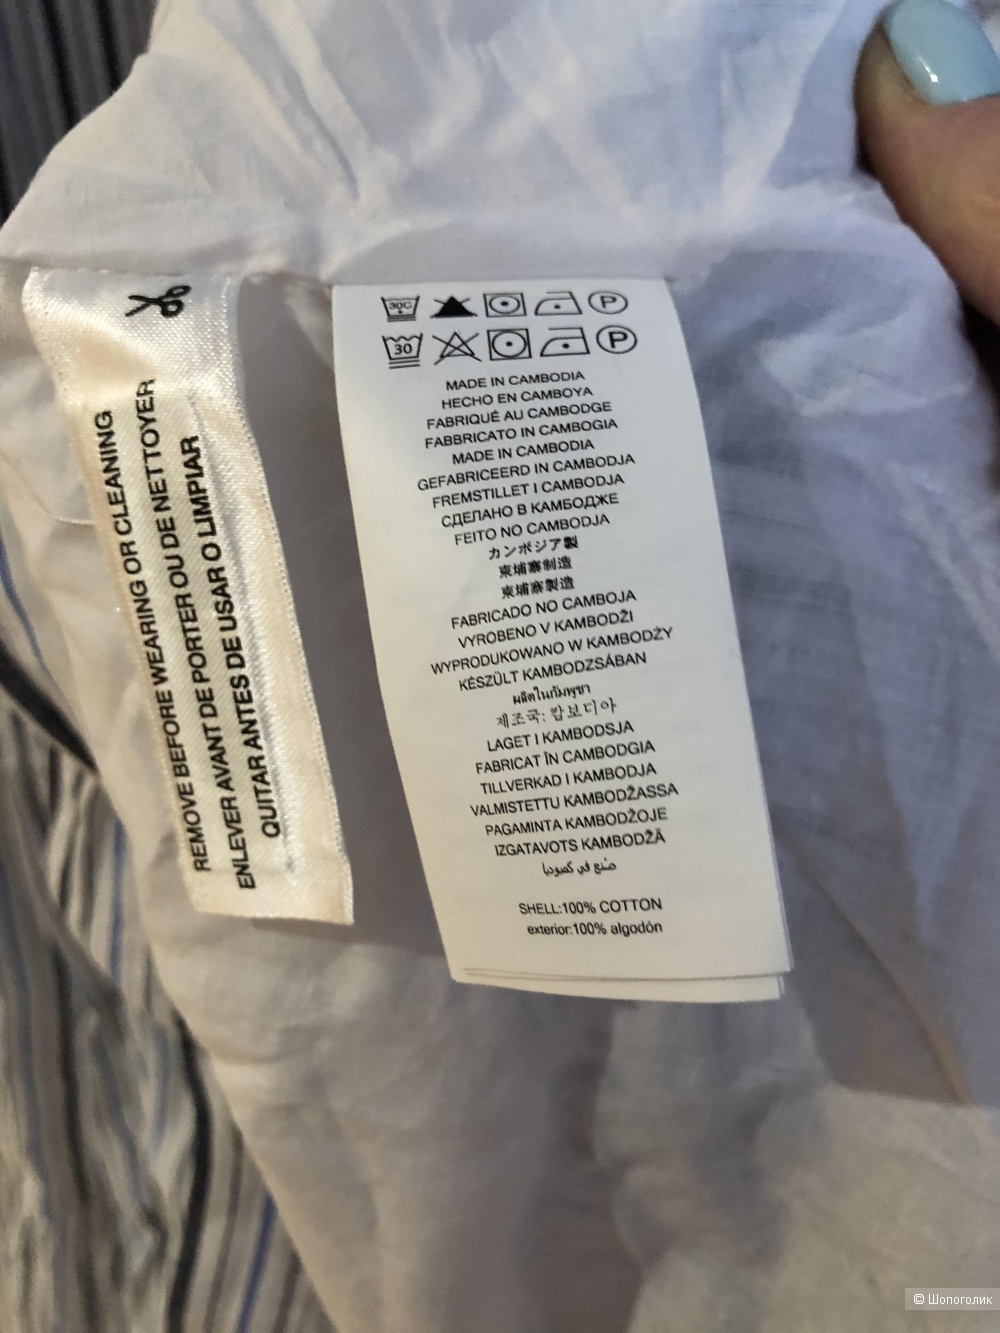 REMOVE BEFORE WEARING OR CLEANING
ENLEVER AVANT DE PORTER OU DE NETTOYER
QUITAR ANTES DE USAR O LIMPIAR
30C P
30 P
MADE IN CAMBODIA
HECHO EN CAMBOYA
FABRIQUÉ AU CAMBODGE
FABBRICATO IN CAMBOGIA
MADE IN CAMBODIA
GEFABRICEERD IN CAMBODJA
FREMSTILLET I CAMBODJA
СДЕЛАНО В КАМБОДЖЕ
FEITO NO CAMBODJA
カンボジア製
柬埔寨制造
柬埔寨製造
FABRICADO NO CAMBOJA
VYROBENO V KAMBODŽI
WYPRODUKOWANO W KAMBODŻY
KÉSZÜLT KAMBODZSÁBAN
ผลิตในกัมพูชา
제조국: 캄보디아
LAGET I KAMBODSJA
FABRICAT ÎN CAMBODGIA
TILLVERKAD I KAMBODJA
VALMISTETTU KAMBODŽASSA
PAGAMINTA KAMBODŽOJE
IZGATAVOTS KAMBODŽĀ
صنع في كمبوديا
SHELL:100% COTTON
exterior:100% algodón
© Шопоголик